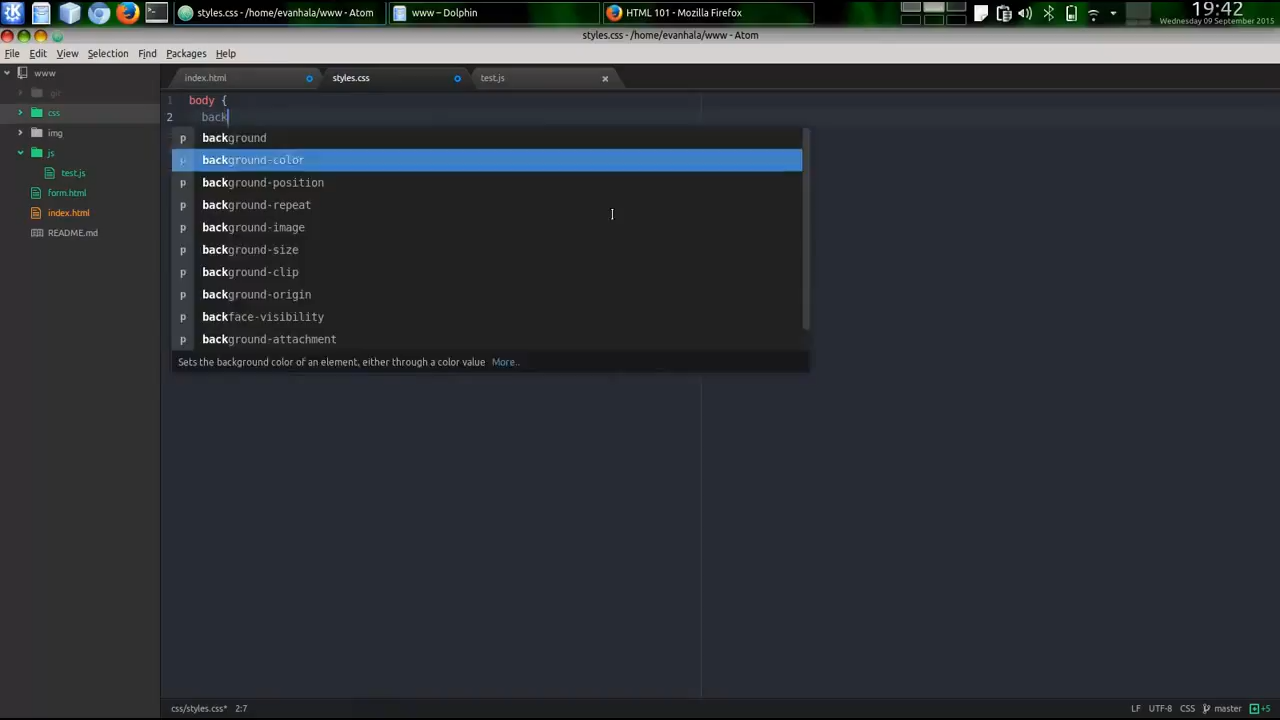 styles.css - /home/evanhala/www - Atom
www – Dolphin
HTML 101 - Mozilla Firefox
19:42
Wednesday 09 September 2015
styles.css - /home/evanhala/www - Atom
File Edit View Selection Find Packages Help
www
.git
css
img
js
test.js
form.html
index.html
README.md
index.html
styles.css
test.js
1 body {
2 back
p background
p background-color
p background-position
p background-repeat
p background-image
p background-size
p background-clip
p background-origin
p backface-visibility
p background-attachment
Sets the background color of an element, either through a color value More..
css/styles.css* 2:7
LF UTF-8 CSS master +5